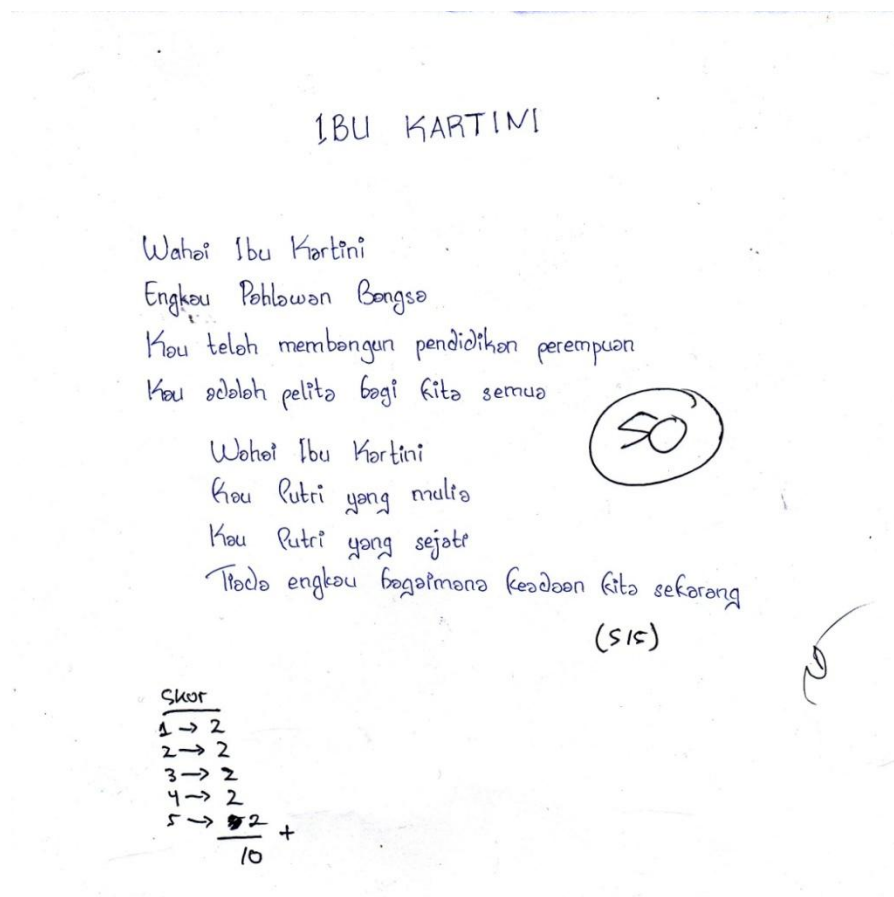 IBU KARTINI
Wahai Ibu Kartini
Engkau Pahlawan Bangsa
Kau telah membangun pendidikan perempuan
Kau adalah pelita bagi kita semua
50
Wahai Ibu Kartini
Kau Putri yang mulia
Kau Putri yang sejati
Tiada engkau bagaimana keadaan kita sekarang
(S15)
Skor
1 → 2
2 → 2
3 → 2
4 → 2
5 → 2
10 +